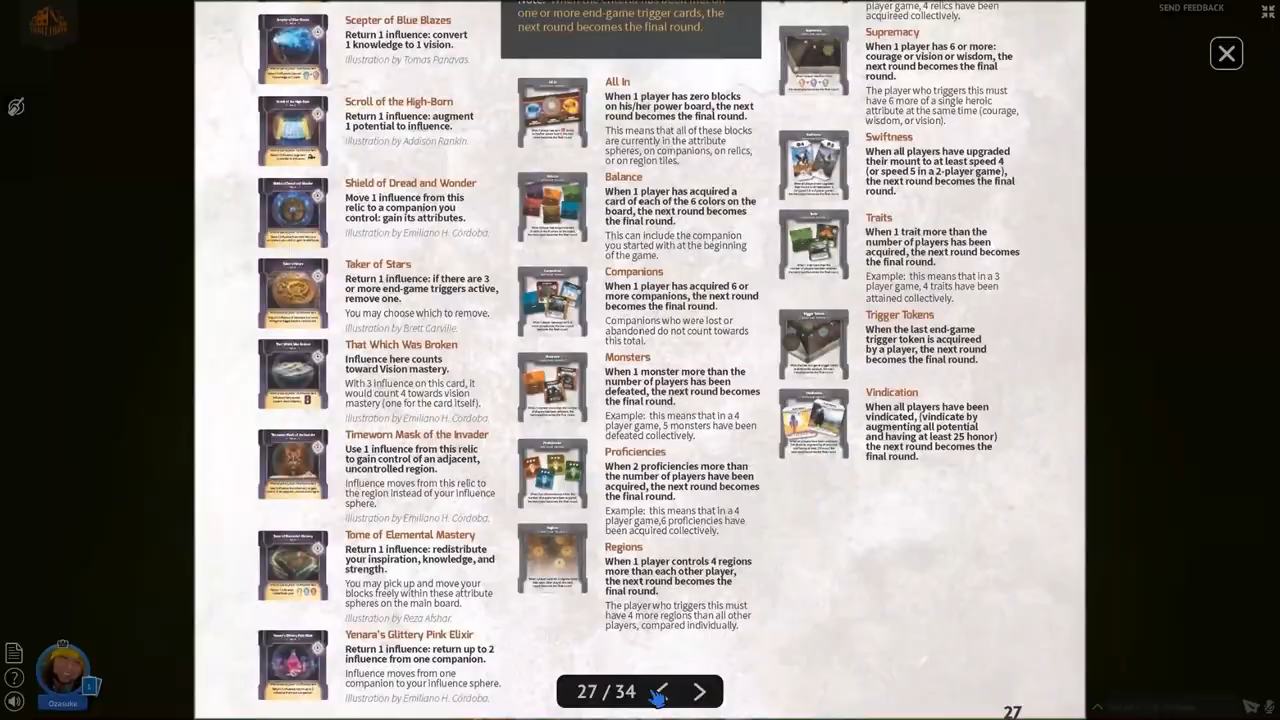 Scepter of Blue Blazes
Return 1 influence: convert
1 knowledge to 1 vision.
Illustration by Tomas Panavas.
Scroll of the High-Born
Return 1 influence: augment
1 potential to influence.
Illustration by Addison Rankin.
Shield of Dread and Wonder
Move 1 influence from this
relic to a companion you
control: gain its attributes.
Illustration by Emiliano H. Córdoba.
Taker of Stars
Return 1 influence: if there are 3
or more end-game triggers active,
remove one.
You may choose which to remove.
Illustration by Brett Carville.
That Which Was Broken
Influence here counts
toward Vision mastery.
With 3 influence on this card, it
would count 4 towards vision
mastery (one for the card itself).
Illustration by Emiliano H. Córdoba.
Timeworn Mask of the Invader
Use 1 influence from this relic
to gain control of an adjacent,
uncontrolled region.
Influence moves from this relic to
the region instead of your influence
sphere.
Illustration by Emiliano H. Córdoba.
Tome of Elemental Mastery
Return 1 influence: redistribute
your inspiration, knowledge, and
strength.
You may pick up and move your
blocks freely within these attribute
spheres on the main board.
Illustration by Reza Afshar.
Yenara's Glittery Pink Elixir
Return 1 influence: return up to 2
influence from one companion.
Influence moves from one
companion to your influence sphere.
Illustration by Emiliano H. Córdoba.
one or more end-game trigger cards, the
next round becomes the final round.
All In
When 1 player has zero blocks
on his/her power board, the next
round becomes the final round.
This means that all of these blocks
are currently in the attribute
spheres, on companions, on relics,
or on region tiles.
Balance
When 1 player has acquired a
card of each of the 6 colors on the
board, the next round becomes
the final round.
This can include the companion
you started with at the beginning
of the game.
Companions
When 1 player has acquired 6 or
more companions, the next round
becomes the final round.
Companions who were lost or
abandoned do not count towards
this total.
Monsters
When 1 monster more than the
number of players has been
defeated, the next round becomes
the final round.
Example: this means that in a 4
player game, 5 monsters have been
defeated collectively.
Proficiencies
When 2 proficiencies more than
the number of players have been
acquired, the next round becomes
the final round.
Example: this means that in a 4
player game,6 proficiencies have
been acquired collectively.
Regions
When 1 player controls 4 regions
more than each other player,
the next round becomes the
final round.
The player who triggers this must
have 4 more regions than all other
players, compared individually.
player game, 4 relics have been
acquireed collectively.
Supremacy
When 1 player has 6 or more:
courage or vision or wisdom, the
next round becomes the final
round.
The player who triggers this must
have 6 more of a single heroic
attribute at the same time (courage,
wisdom, or vision).
Swiftness
When all players have upgraded
their mount to at least speed 4
(or speed 5 in a 2-player game),
the next round becomes the final
round.
Traits
When 1 trait more than the
number of players has been
acquired, the next round becomes
the final round.
Example: this means that in a 3
player game, 4 traits have been
attained collectively.
Trigger Tokens
When the last end-game
trigger token is acquireed
by a player, the next round
becomes the final round.
Vindication
When all players have been
vindicated, (vindicate by
augmenting all potential
and having at least 25 honor)
the next round becomes the
final round.
SEND FEEDBACK
27 / 34
27
Ozasuke